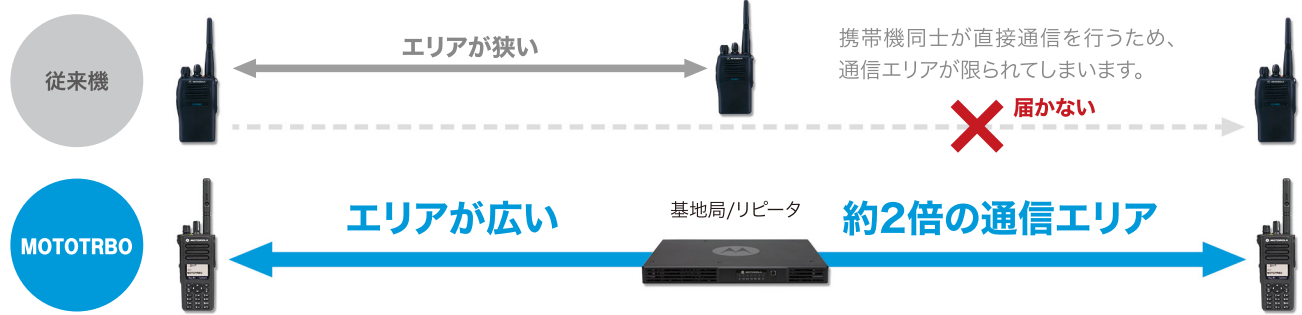 従来機
エリアが狭い
携帯機同士が直接通信を行うため、
通信エリアが限られてしまいます。
届かない
MOTOTRBO
エリアが広い
基地局/リピータ
約2倍の通信エリア